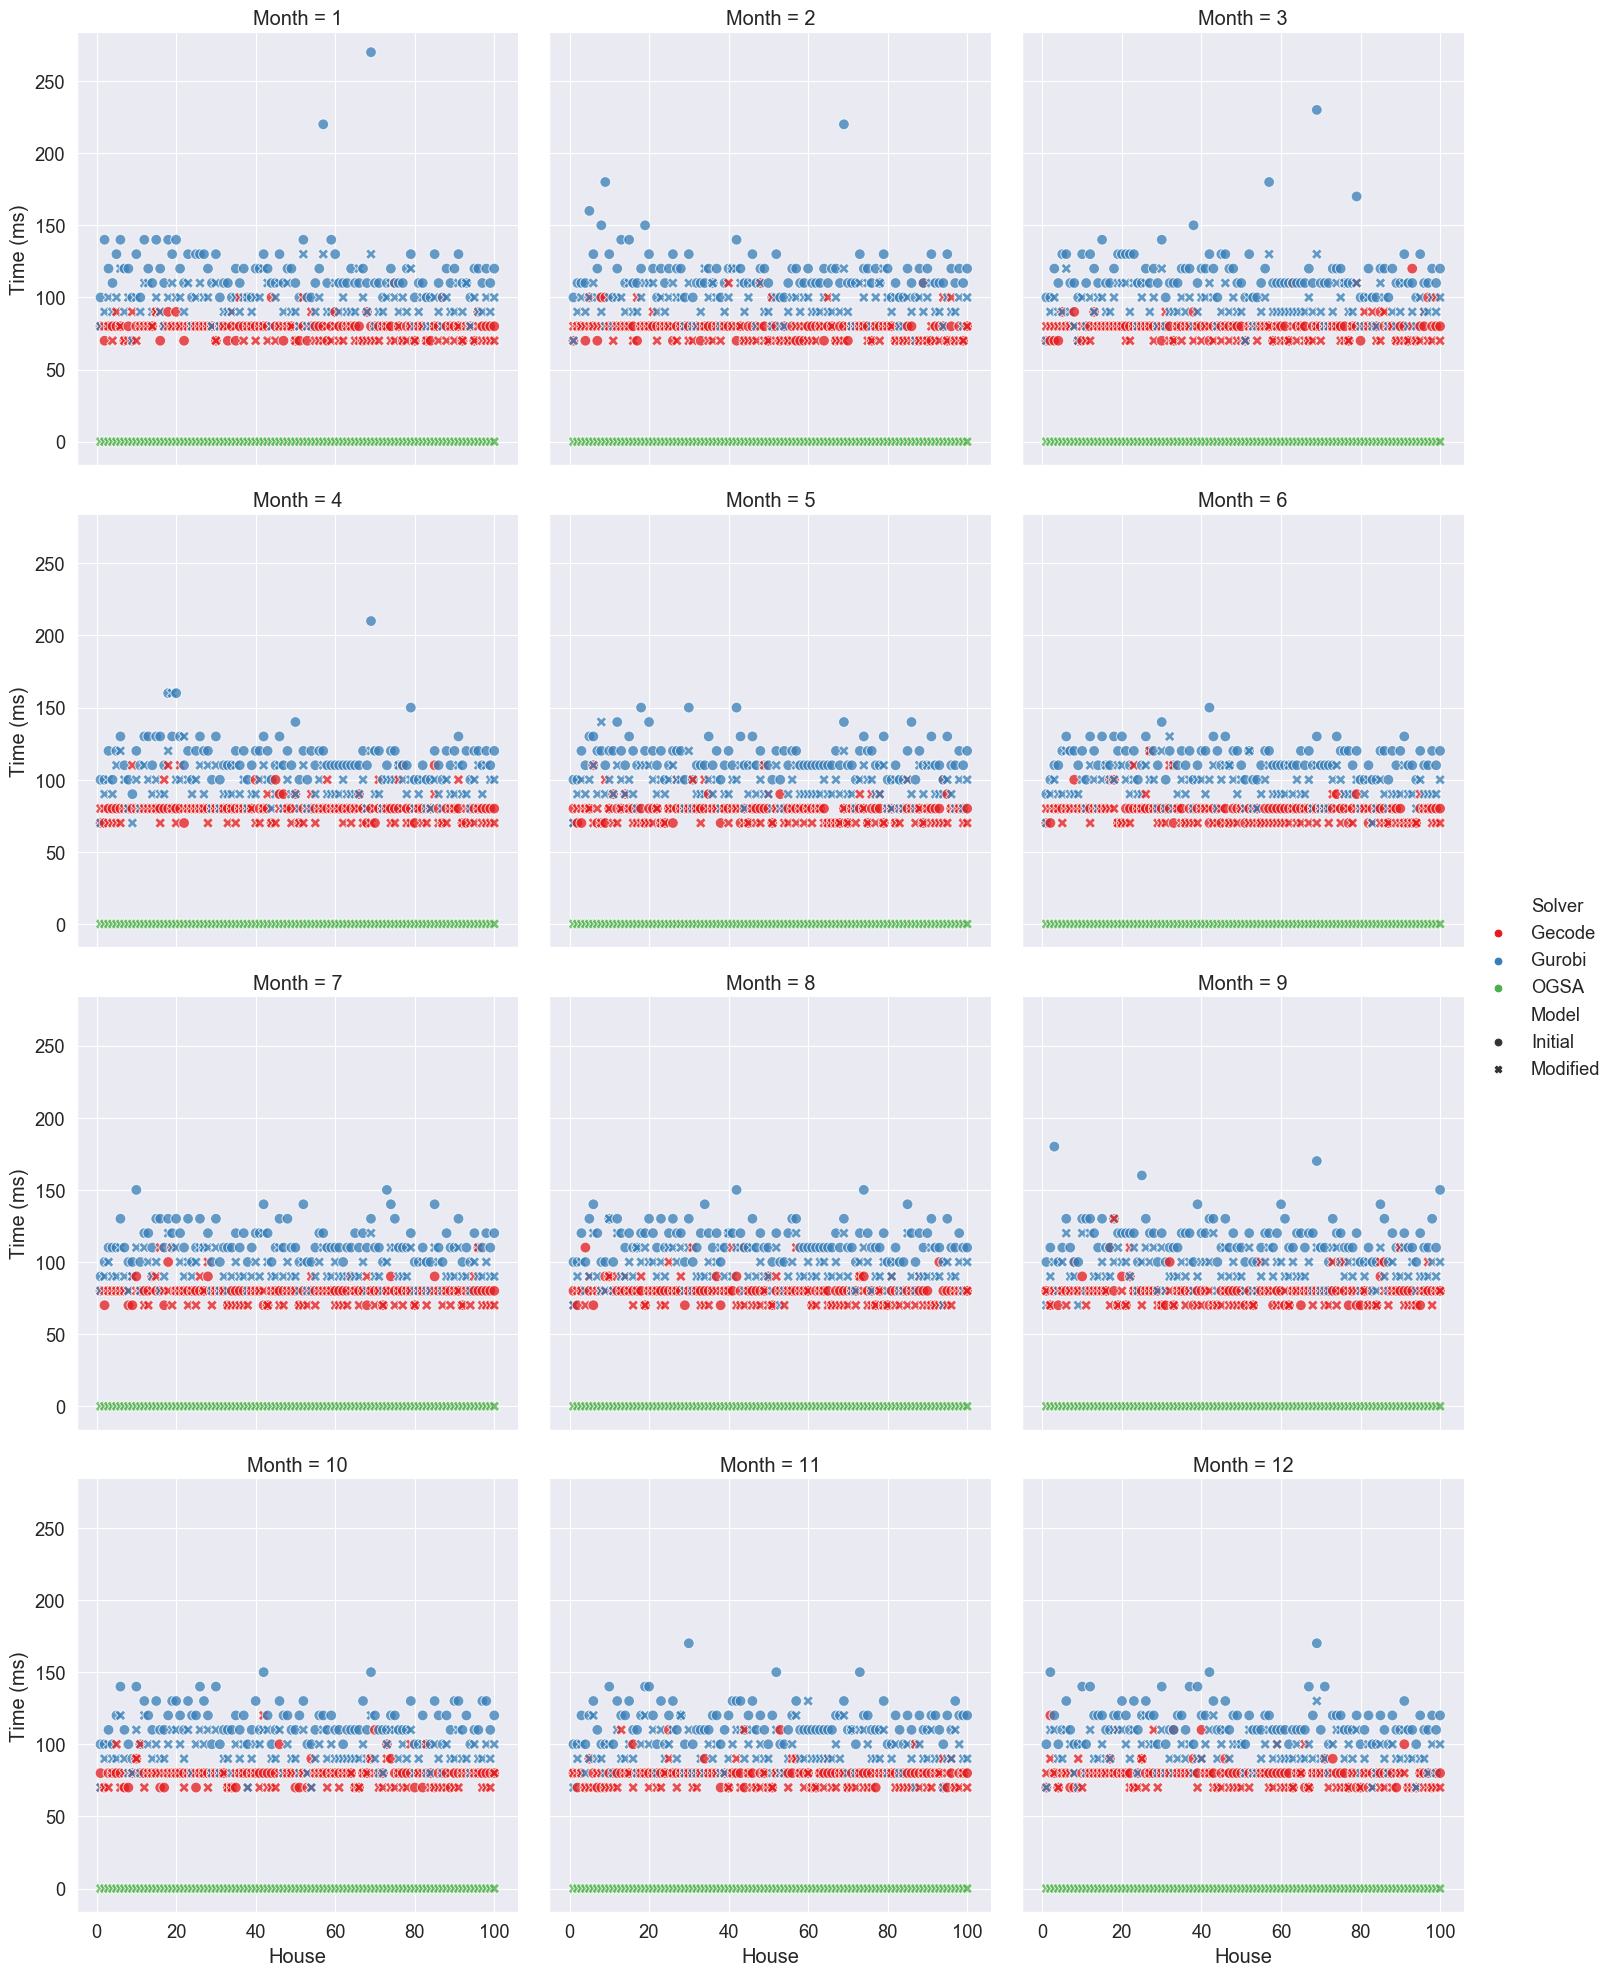 Month = 1
Month = 2
Month = 3
250
200
150
100
50
0
Time (ms)
Month = 4
Month = 5
Month = 6
250
200
150
100
50
0
Time (ms)
Solver
Gecode
Gurobi
OGSA
Model
Initial
Modified
Month = 7
Month = 8
Month = 9
250
200
150
100
50
0
Time (ms)
Month = 10
Month = 11
Month = 12
250
200
150
100
50
0
Time (ms)
0 20 40 60 80 100
0 20 40 60 80 100
0 20 40 60 80 100
House
House
House